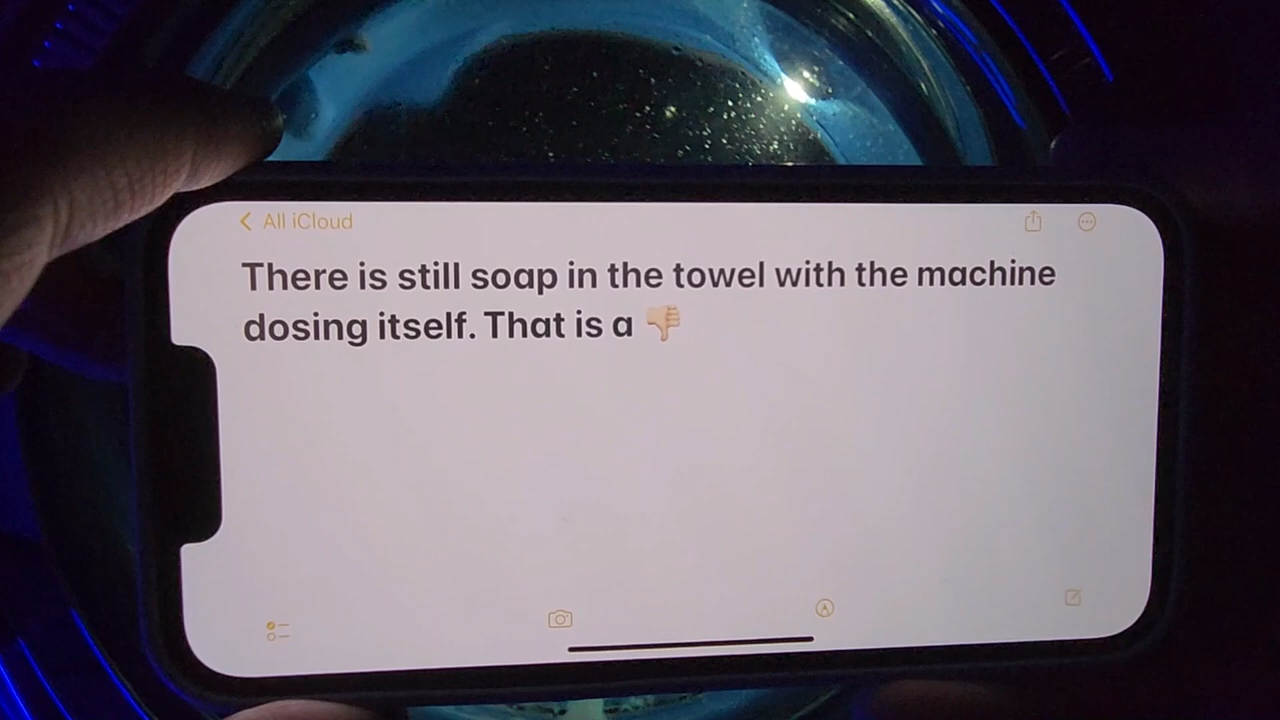 All iCloud
There is still soap in the towel with the machine
dosing itself. That is a 👎🏼